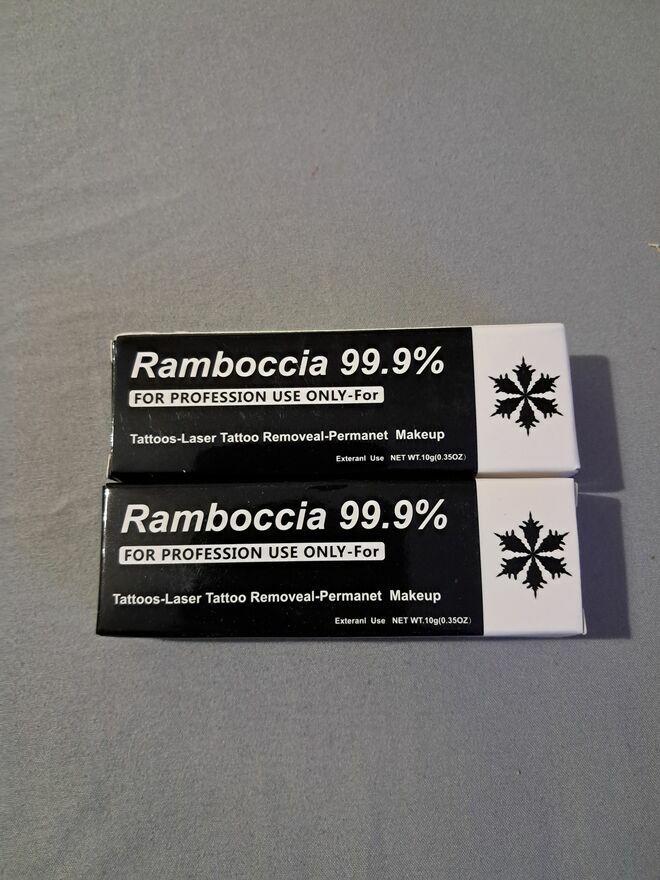 Ramboccia 99.9%
FOR PROFESSION USE ONLY-For
Tattoos-Laser Tattoo Removeal-Permanet Makeup
Exteranl Use NET WT.10g(0.35OZ)
Ramboccia 99.9%
FOR PROFESSION USE ONLY-For
Tattoos-Laser Tattoo Removeal-Permanet Makeup
Exteranl Use NET WT.10g(0.35OZ)